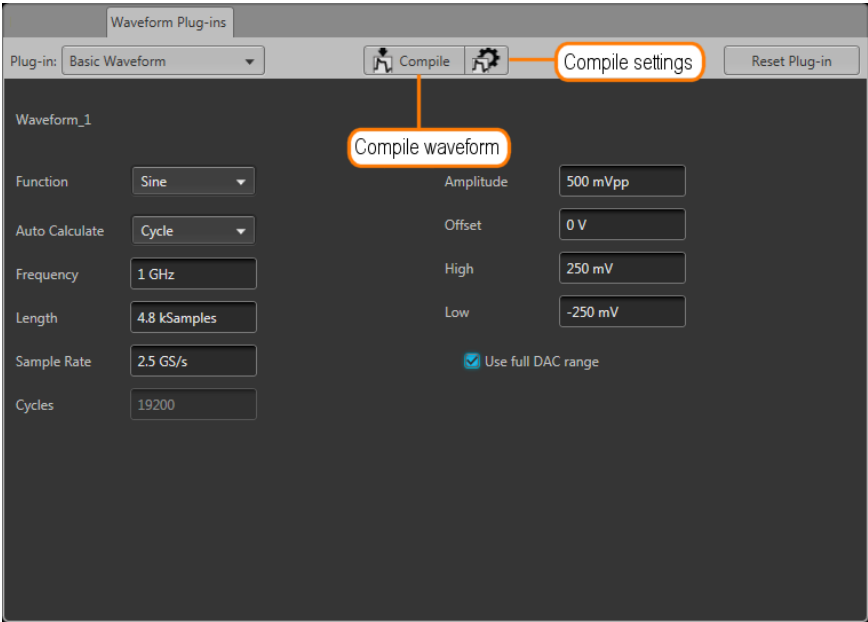 Waveform Plug-ins
Plug-in: Basic Waveform Compile Compile settings Reset Plug-in
Waveform_1
Compile waveform
Function Sine Amplitude 500 mVpp
Auto Calculate Cycle Offset 0 V
Frequency 1 GHz High 250 mV
Length 4.8 kSamples Low -250 mV
Sample Rate 2.5 GS/s Use full DAC range
Cycles 19200